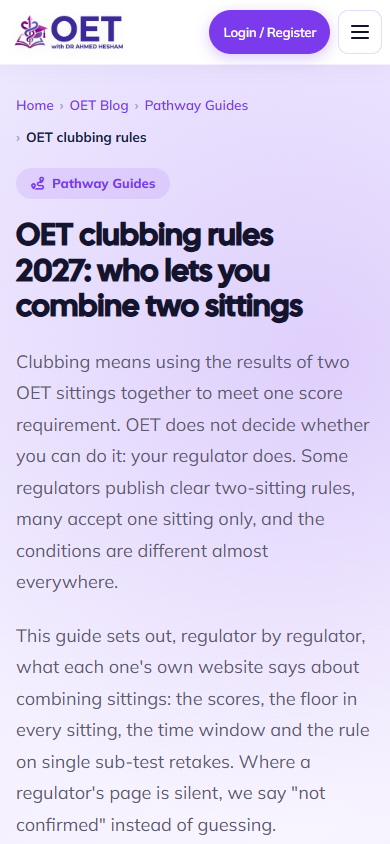 OET
with DR AHMED HESHAM
Login / Register
Home › OET Blog › Pathway Guides
› OET clubbing rules
Pathway Guides
OET clubbing rules
2027: who lets you
combine two sittings
Clubbing means using the results of two
OET sittings together to meet one score
requirement. OET does not decide whether
you can do it: your regulator does. Some
regulators publish clear two-sitting rules,
many accept one sitting only, and the
conditions are different almost
everywhere.
This guide sets out, regulator by regulator,
what each one's own website says about
combining sittings: the scores, the floor in
every sitting, the time window and the rule
on single sub-test retakes. Where a
regulator's page is silent, we say "not
confirmed" instead of guessing.